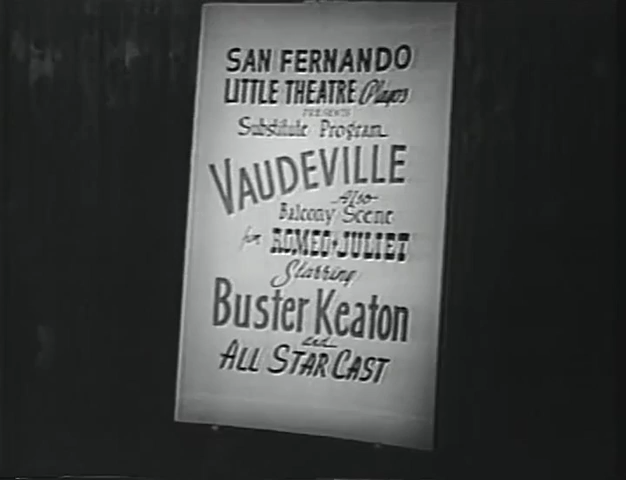 SAN FERNANDO
LITTLE THEATRE Players
PRESENTS
Substitute Program
VAUDEVILLE
Also
Balcony Scene
from ROMEO & JULIET
Starring
Buster Keaton
and
ALL STAR CAST